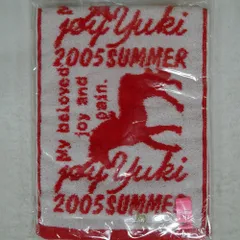 joy Yuki
2005 SUMMER
My beloved
joy and
pain.
joy Yuki
2005 SUMMER